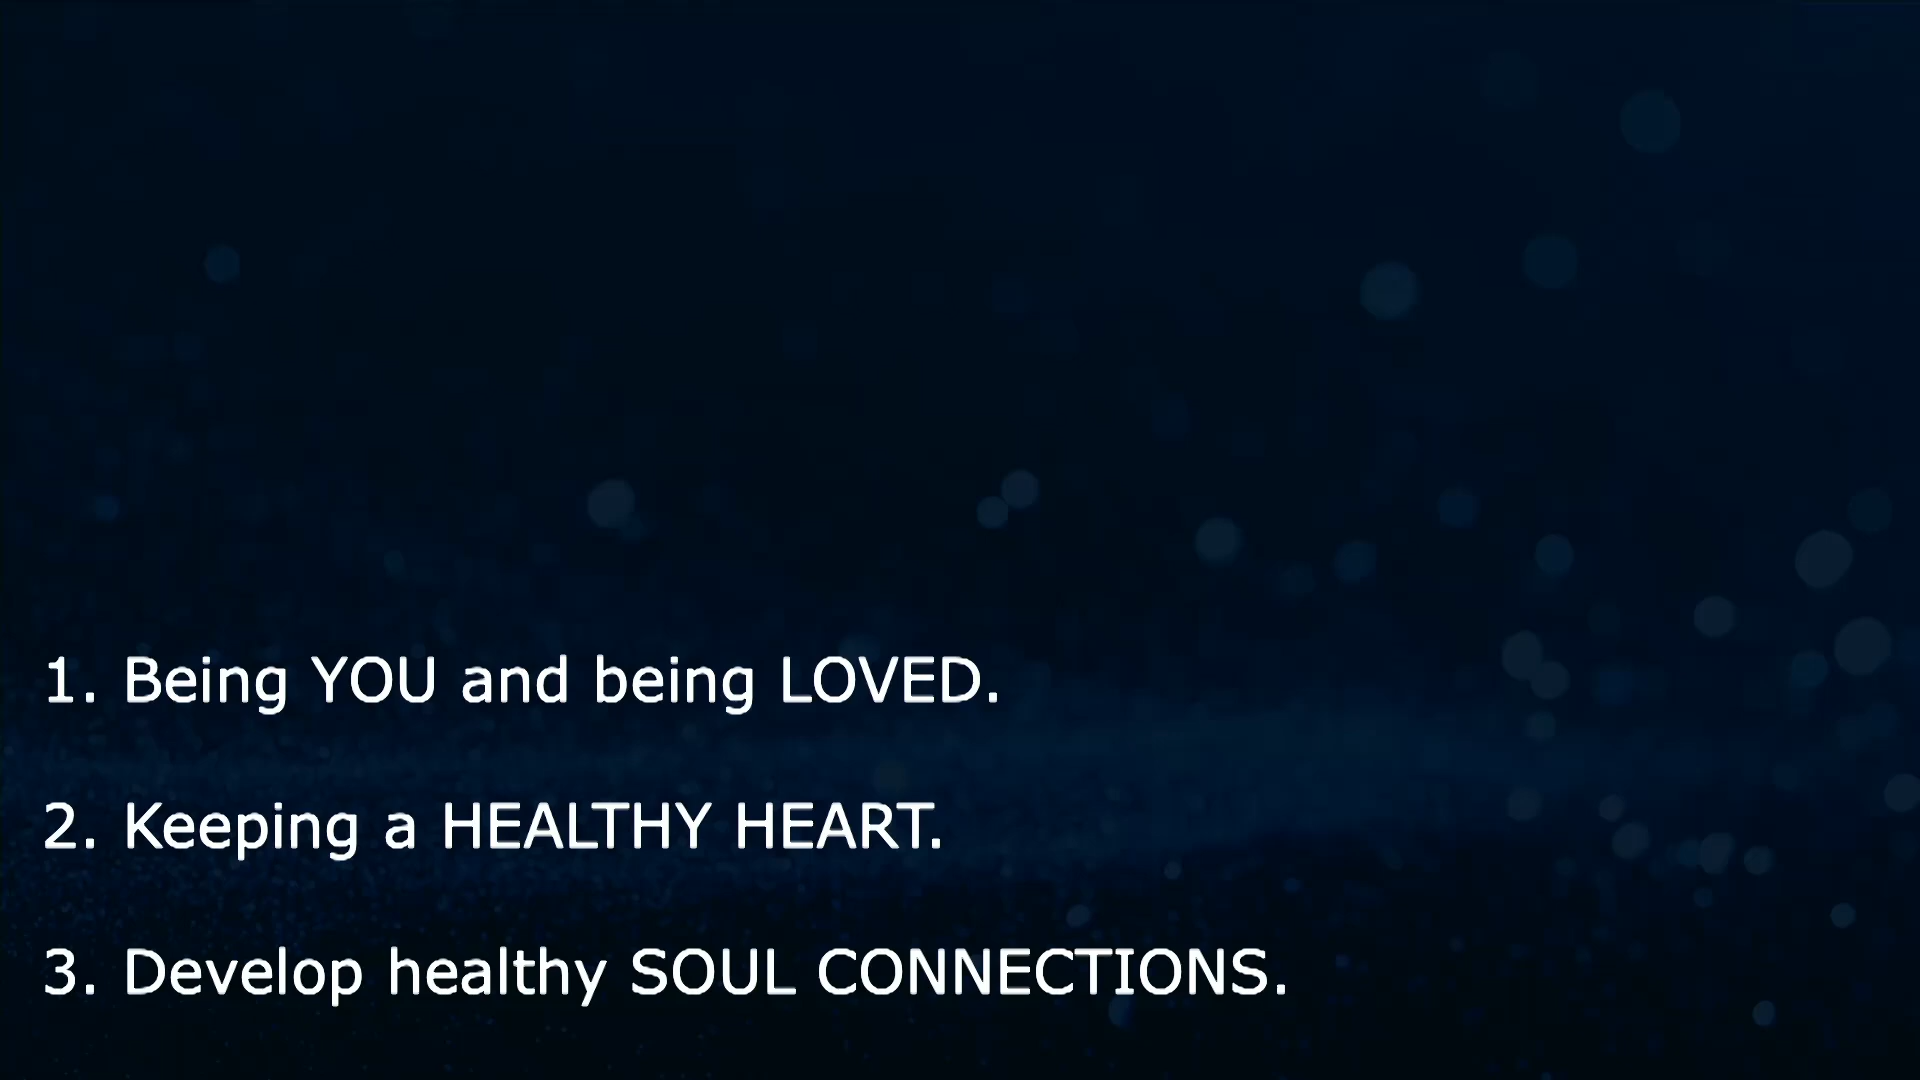 1. Being YOU and being LOVED.
2. Keeping a HEALTHY HEART.
3. Develop healthy SOUL CONNECTIONS.